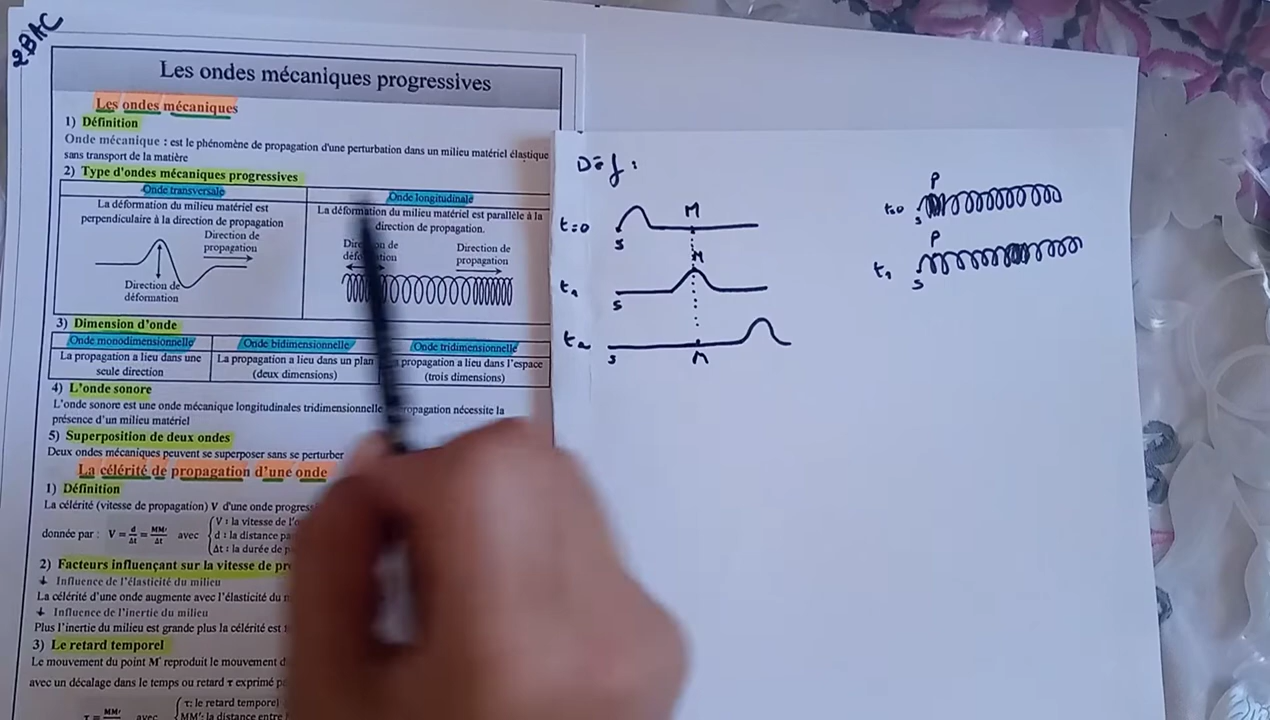 2BAC
Les ondes mécaniques progressives
Les ondes mécaniques
1) Définition
Onde mécanique : est le phénomène de propagation d'une perturbation dans un milieu matériel élastique
sans transport de la matière
2) Type d'ondes mécaniques progressives
Onde transversale
La déformation du milieu matériel est
perpendiculaire à la direction de propagation
Direction de
propagation
Direction de
déformation
Onde longitudinale
La déformation du milieu matériel est parallèle à la
direction de propagation.
Direction de
propagation
3) Dimension d'onde
Onde monodimensionnelle
La propagation a lieu dans une
seule direction
Onde bidimensionnelle
La propagation a lieu dans un plan
(deux dimensions)
Onde tridimensionnelle
propagation a lieu dans l'espace
(trois dimensions)
4) L'onde sonore
L'onde sonore est une onde mécanique longitudinales tridimensionnelle nécessite la
présence d'un milieu matériel
5) Superposition de deux ondes
Deux ondes mécaniques peuvent se superposer sans se perturber
La célérité de propagation d'une onde
1) Définition
La célérité (vitesse de propagation) V d'une onde
donnée par : V = d/Δt = MM'/Δt avec
V : la vitesse de
d : la distance
Δt : la durée de
2) Facteurs influençant sur la vitesse de
Influence de l'élasticité du milieu
La célérité d'une onde augmente avec l'élasticité du
Influence de l'inertie du milieu
Plus l'inertie du milieu est grande plus la célérité est
3) Le retard temporel
Le mouvement du point M' reproduit le mouvement
avec un décalage dans le temps ou retard τ exprimé
avec
τ: le retard temporel
MM': la distance entre
Déf :
t=0
S
M
t1
S
M
t2
S
M
t=0
P
S
t1
P
S